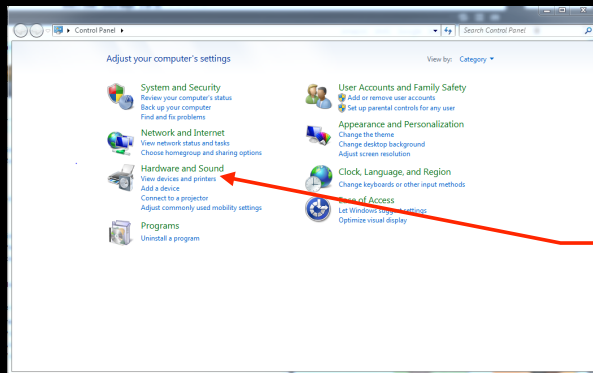 Control Panel
Search Control Panel
Adjust your computer's settings
View by: Category
System and Security
Review your computer's status
Back up your computer
Find and fix problems
Network and Internet
View network status and tasks
Choose homegroup and sharing options
Hardware and Sound
View devices and printers
Add a device
Connect to a projector
Adjust commonly used mobility settings
Programs
Uninstall a program
User Accounts and Family Safety
Add or remove user accounts
Set up parental controls for any user
Appearance and Personalization
Change the theme
Change desktop background
Adjust screen resolution
Clock, Language, and Region
Change keyboards or other input methods
Ease of Access
Let Windows suggest settings
Optimize visual display